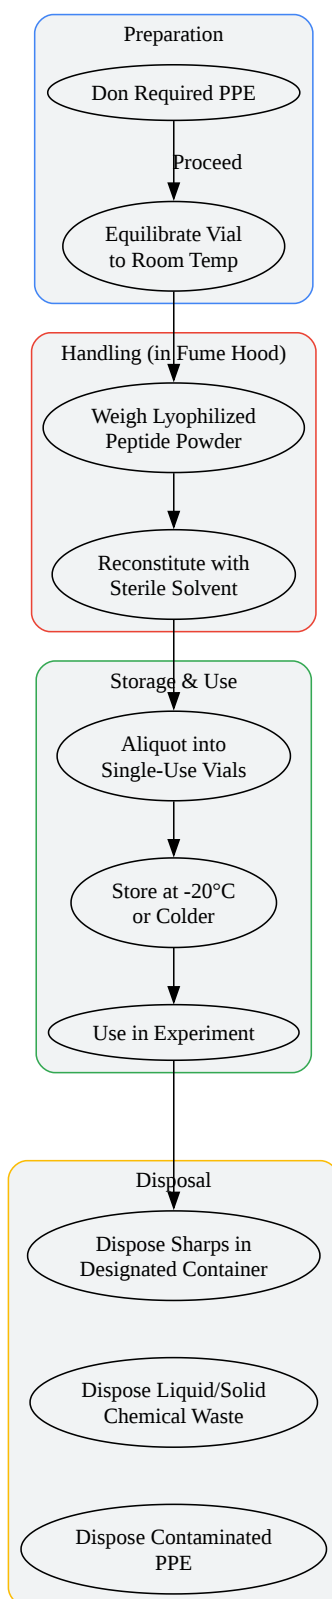 Preparation
Don Required PPE
Proceed
Equilibrate Vial
to Room Temp
Handling (in Fume Hood)
Weigh Lyophilized
Peptide Powder
Reconstitute with
Sterile Solvent
Storage & Use
Aliquot into
Single-Use Vials
Store at -20°C
or Colder
Use in Experiment
Disposal
Dispose Sharps in
Designated Container
Dispose Liquid/Solid
Chemical Waste
Dispose Contaminated
PPE